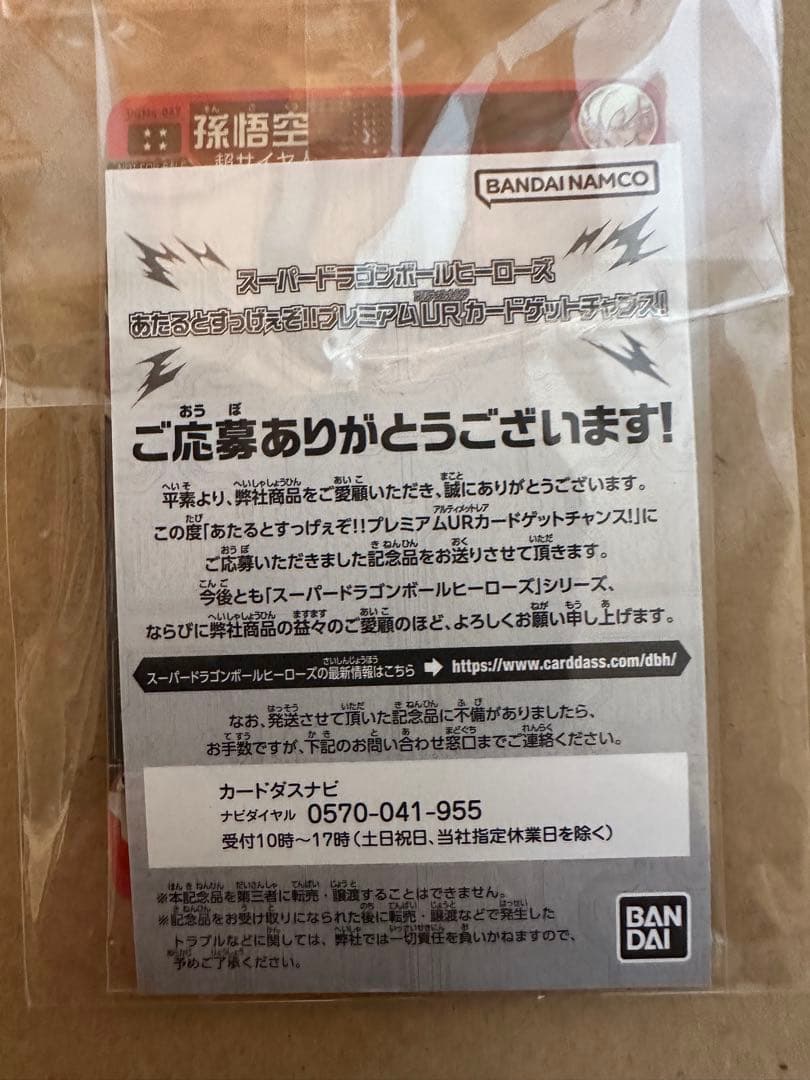 孫悟空
BANDAI NAMCO
スーパードラゴンボールヒーローズ
あたるとすっげぇぞ!!プレミアムURカードゲットチャンス!
ご応募ありがとうございます!
平素より、弊社商品をご愛顧いただき、誠にありがとうございます。
この度「あたるとすっげぇぞ!!プレミアムURカードゲットチャンス!」に
ご応募いただきました記念品をお送りさせて頂きます。
今後とも「スーパードラゴンボールヒーローズ」シリーズ、
ならびに弊社商品の益々のご愛顧のほど、よろしくお願い申し上げます。
スーパードラゴンボールヒーローズの最新情報はこちら ➡ https://www.carddass.com/dbh/
なお、発送させて頂いた記念品に不備がありましたら、
お手数ですが、下記のお問い合わせ窓口までご連絡ください。
カードダスナビ
ナビダイヤル 0570-041-955
受付10時〜17時(土日祝日、当社指定休業日を除く)
※本記念品を第三者に転売・譲渡することはできません。
※記念品をお受け取りになられた後に転売・譲渡などで発生した
トラブルなどに関しては、弊社では一切責任を負いかねますので、
予めご了承ください。
BAN
DAI